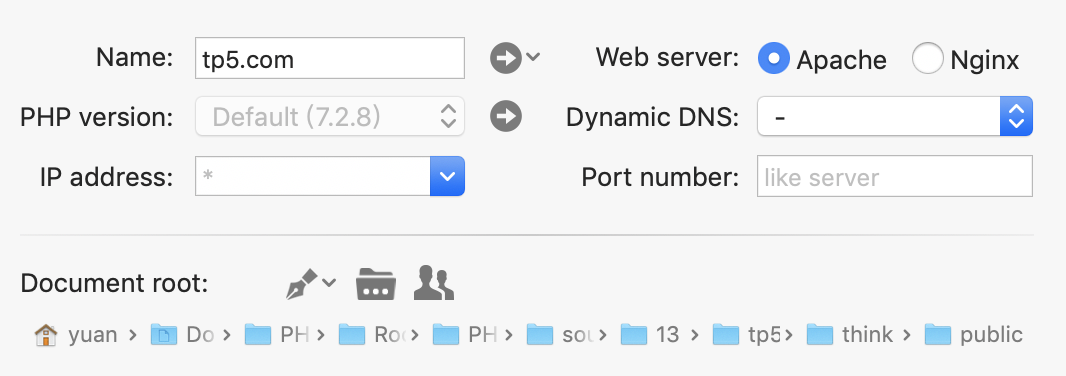 Name: tp5.com Web server: Apache Nginx
PHP version: Default (7.2.8) Dynamic DNS: -
IP address: * Port number: like server
Document root:
yuan › Do › PH › Ro › PH › sou › 13 › tp5 › think › public